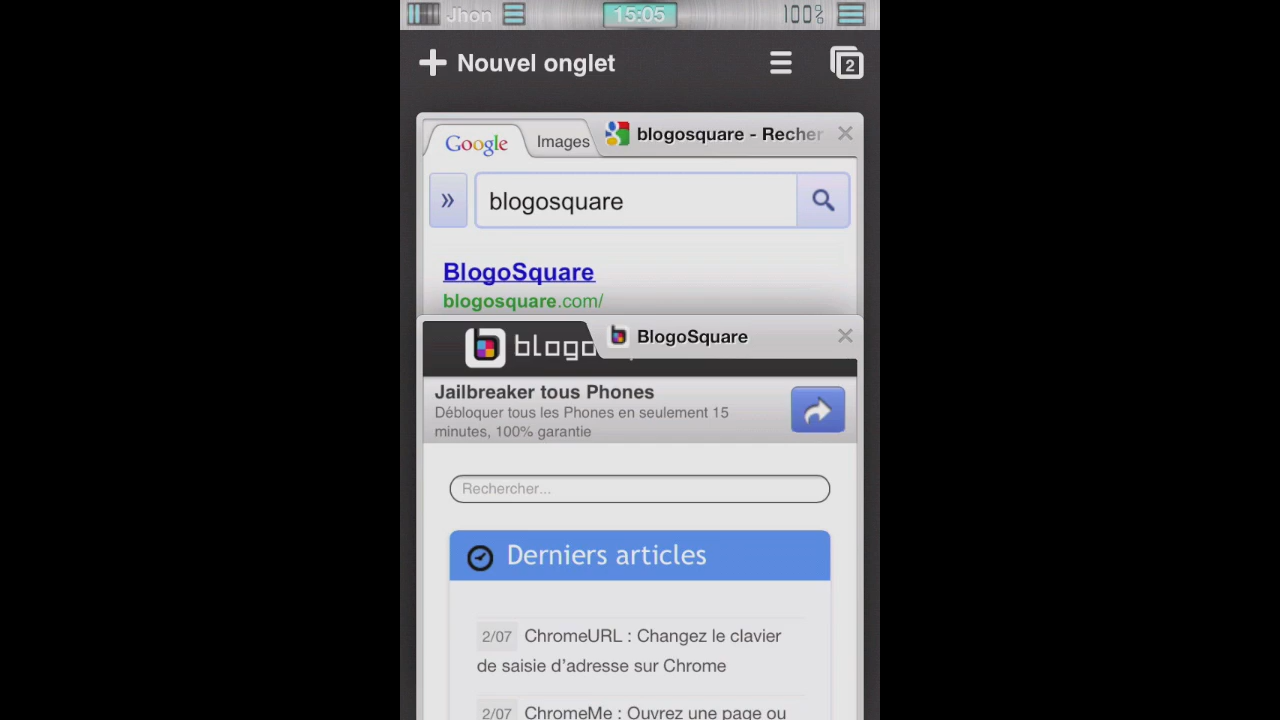 Jhon 15:05 100%
Nouvel onglet 2
Google Images blogosquare - Recher
» blogosquare
BlogoSquare
blogosquare.com/
blogo BlogoSquare
Jailbreaker tous Phones
Débloquer tous les Phones en seulement 15
minutes, 100% garantie
Rechercher...
Derniers articles
2/07 ChromeURL : Changez le clavier
de saisie d'adresse sur Chrome
2/07 ChromeMe : Ouvrez une page ou